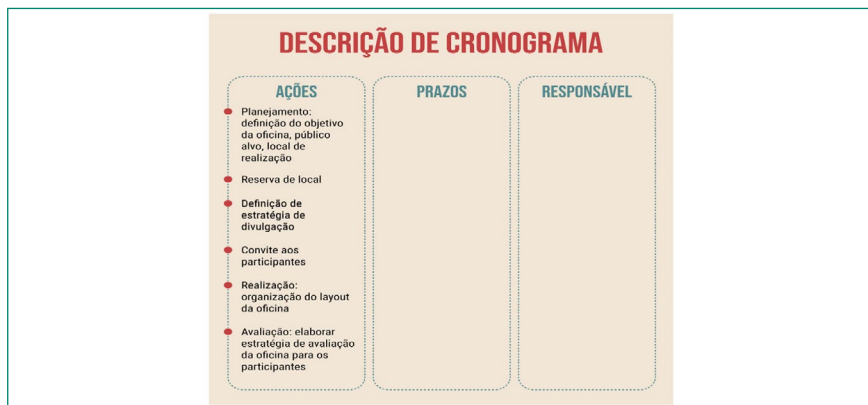 DESCRIÇÃO DE CRONOGRAMA
AÇÕES
Planejamento:
definição do objetivo
da oficina, público
alvo, local de
realização
Reserva de local
Definição de
estratégia de
divulgação
Convite aos
participantes
Realização:
organização do layout
da oficina
Avaliação: elaborar
estratégia de avaliação
da oficina para os
participantes
PRAZOS
RESPONSÁVEL